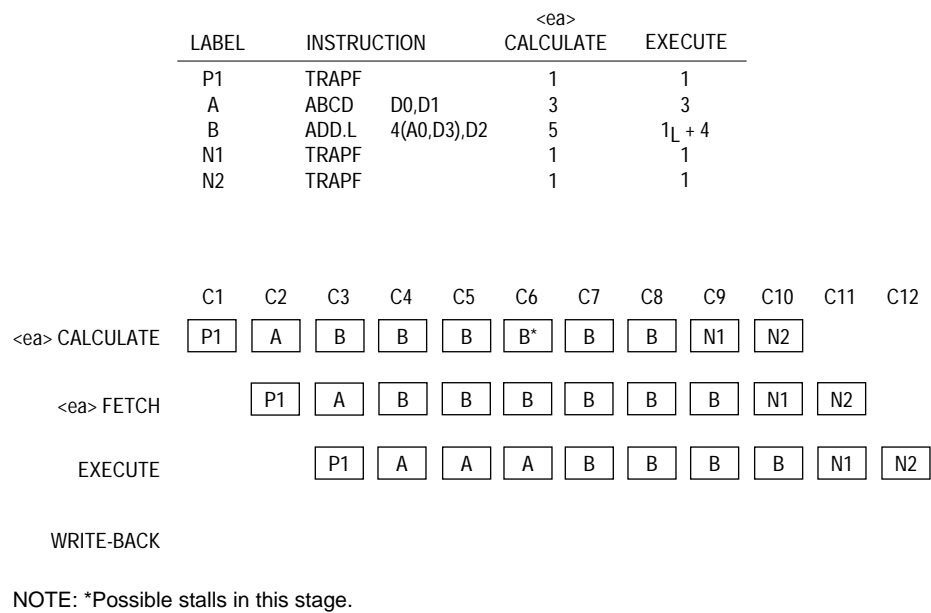 <ea>
LABEL INSTRUCTION CALCULATE EXECUTE
P1 TRAPF 1 1
A ABCD D0,D1 3 3
B ADD.L 4(A0,D3),D2 5 1L + 4
N1 TRAPF 1 1
N2 TRAPF 1 1
C1 C2 C3 C4 C5 C6 C7 C8 C9 C10 C11 C12
<ea> CALCULATE P1 A B B B B* B B N1 N2
<ea> FETCH P1 A B B B B B B N1 N2
EXECUTE P1 A A A B B B B N1 N2
WRITE-BACK
NOTE: *Possible stalls in this stage.